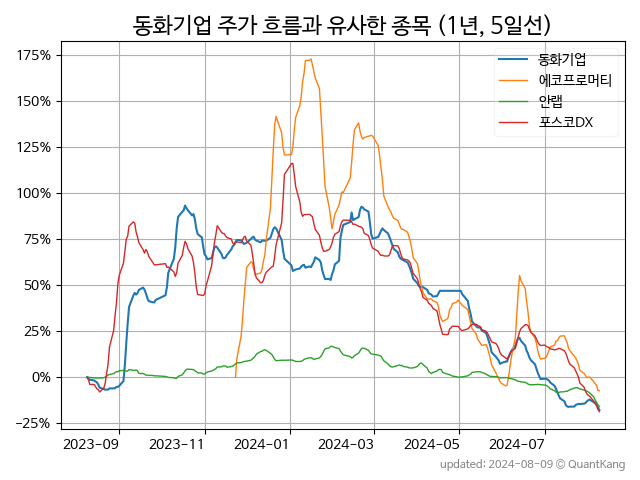 동화기업 주가 흐름과 유사한 종목 (1년, 5일선)
175%
150%
125%
100%
75%
50%
25%
0%
−25%
동화기업
에코프로머티
안랩
포스코DX
2023-09
2023-11
2024-01
2024-03
2024-05
2024-07
updated: 2024-08-09 © QuantKang